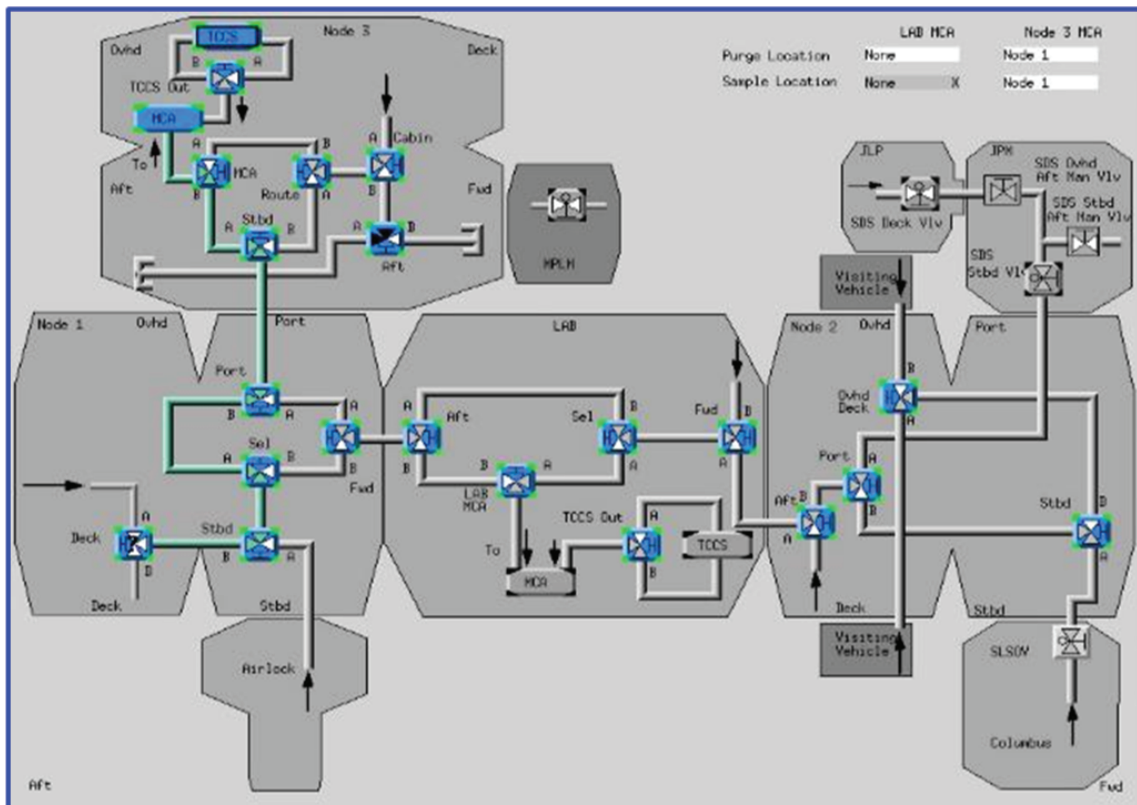 LAB MCA
Node 3 MCA
Purge Location
None
Node 1
Sample Location
None X
Node 1
Node 3
Ovhd
Deck
TCCS
B
A
TCCS Out
MCA
To
Aft
A
B
MCA
B
A
Route
A
B
Cabin
Fwd
Stbd
A
B
A
B
Aft
MPLM
JLP
SDS Deck Vlv
JPM
SDS Ovhd
Aft Man Vlv
SDS Stbd
Aft Man Vlv
SDS
Stbd Vlv
Node 1
Ovhd
Port
Port
B
A
Sel
A
B
Stbd
B
A
A
B
Fwd
Deck
A
B
Deck
Stbd
Airlock
LAB
A
B
Aft
B
A
LAB
MCA
Sel
B
A
Fwd
B
A
TCCS Out
A
B
TCCS
To
MCA
Visiting
Vehicle
Node 2
Ovhd
Port
Ovhd
Deck
B
A
Port
A
B
Aft
B
A
Stbd
B
A
Deck
Stbd
Visiting
Vehicle
SLSOV
Columbus
Aft
Fwd